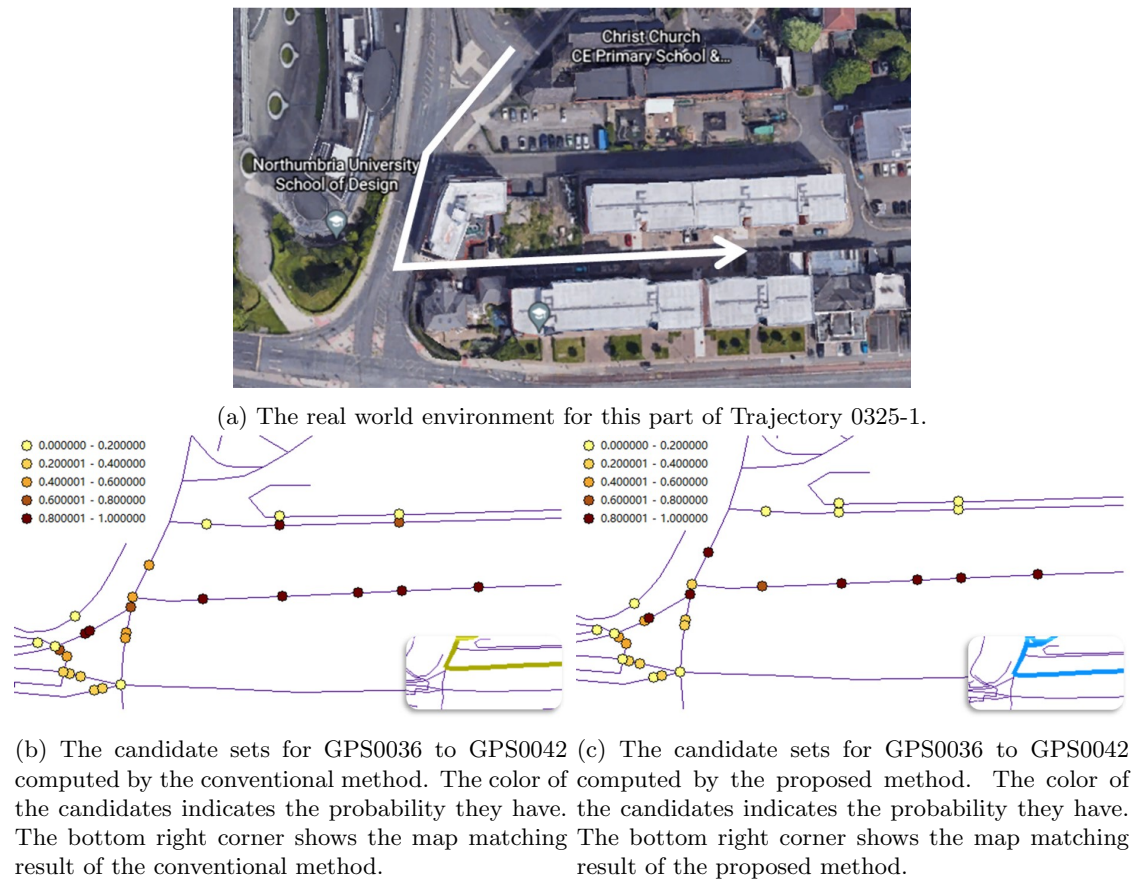 Christ Church
CE Primary School &...
Northumbria University
School of Design
(a) The real world environment for this part of Trajectory 0325-1.
0.000000 - 0.200000
0.200001 - 0.400000
0.400001 - 0.600000
0.600001 - 0.800000
0.800001 - 1.000000
0.000000 - 0.200000
0.200001 - 0.400000
0.400001 - 0.600000
0.600001 - 0.800000
0.800001 - 1.000000
(b) The candidate sets for GPS0036 to GPS0042
computed by the conventional method. The color of
the candidates indicates the probability they have.
The bottom right corner shows the map matching
result of the conventional method.
(c) The candidate sets for GPS0036 to GPS0042
computed by the proposed method. The color of
the candidates indicates the probability they have.
The bottom right corner shows the map matching
result of the proposed method.